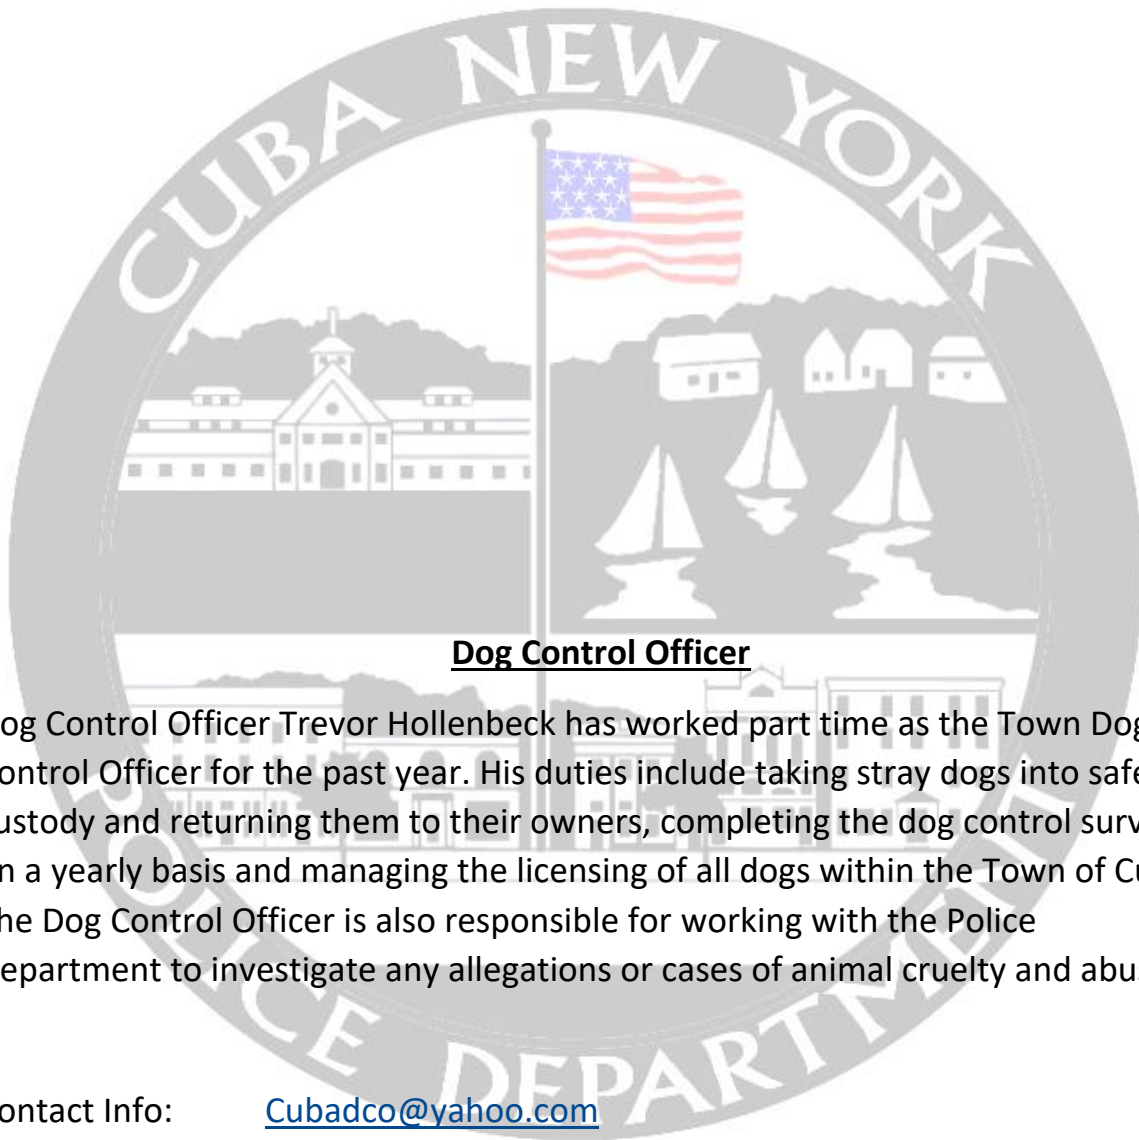 CUBA NEW YORK
Dog Control Officer
og Control Officer Trevor Hollenbeck has worked part time as the Town Dog
ontrol Officer for the past year. His duties include taking stray dogs into safe
ustody and returning them to their owners, completing the dog control surv
n a yearly basis and managing the licensing of all dogs within the Town of Cu
he Dog Control Officer is also responsible for working with the Police
epartment to investigate any allegations or cases of animal cruelty and abu
POLICE DEPARTMENT
ontact Info: Cubadco@yahoo.com